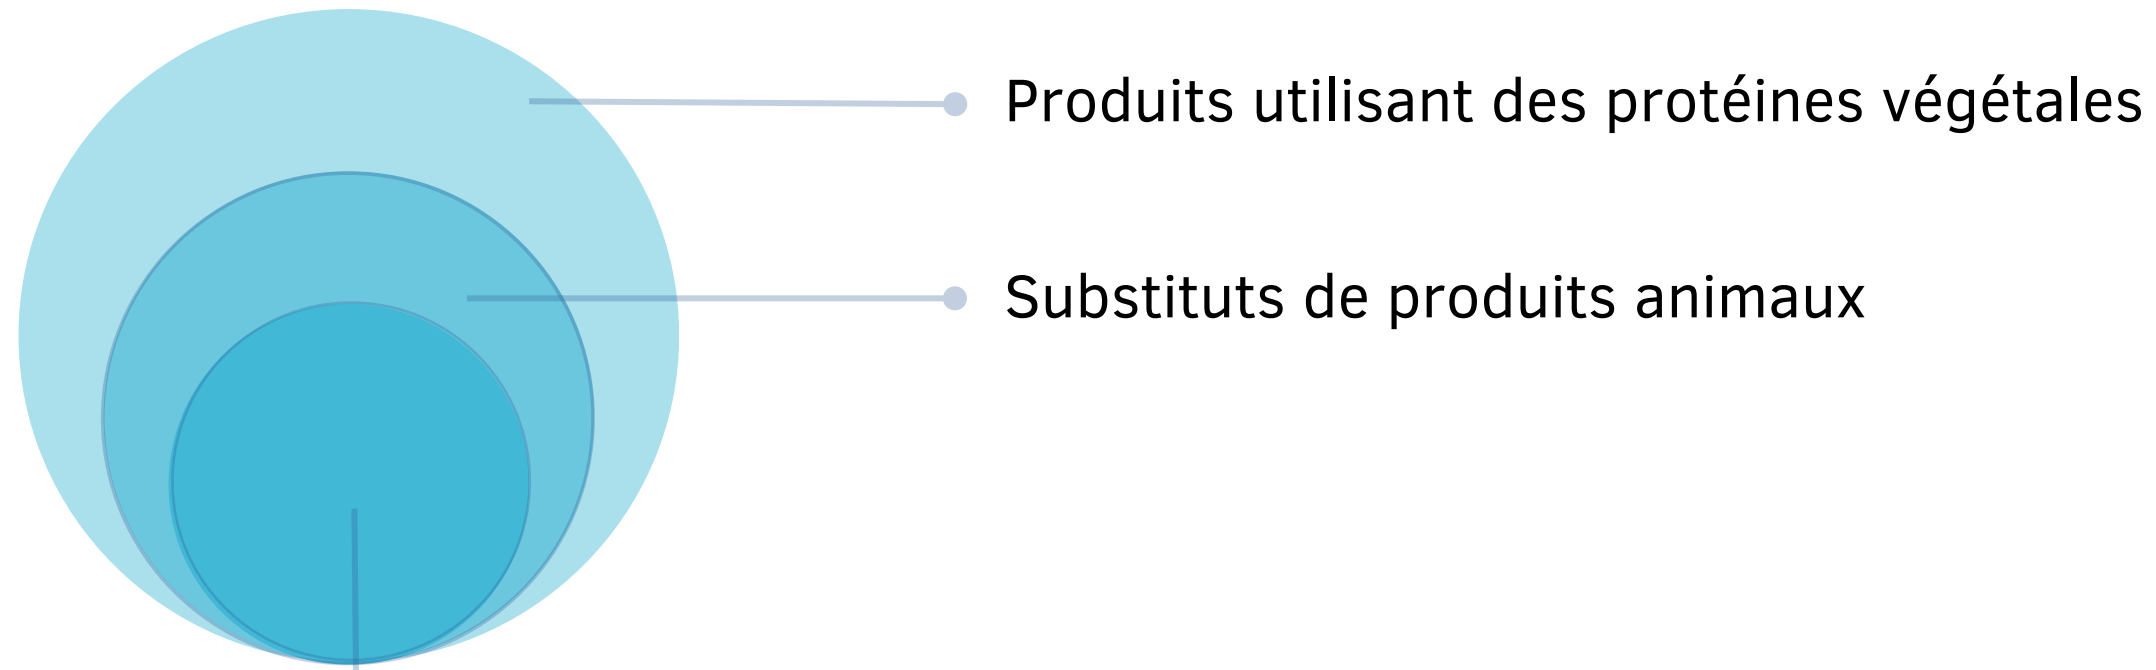 Produits utilisant des protéines végétales
Substituts de produits animaux